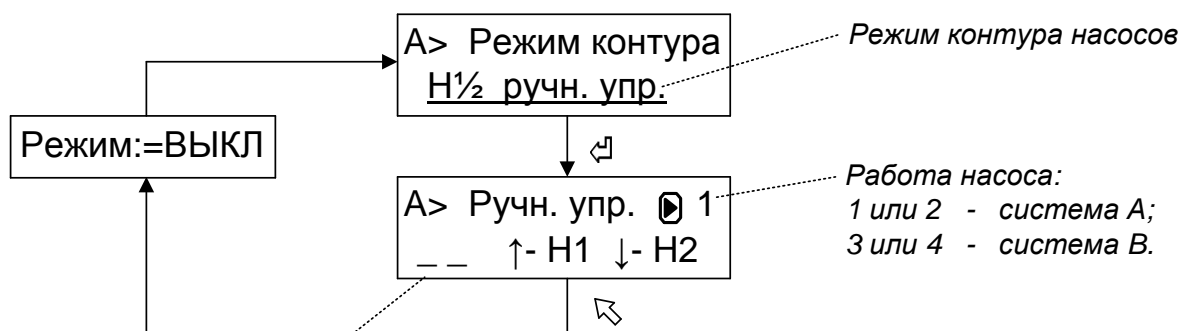 А> Режим контура
Н½ ручн. упр.
Режим контура насосов
Режим:=ВЫКЛ
А> Ручн. упр. ▶ 1
_ _ ↑- Н1 ↓- Н2
Работа насоса:
1 или 2 - система А;
3 или 4 - система В.